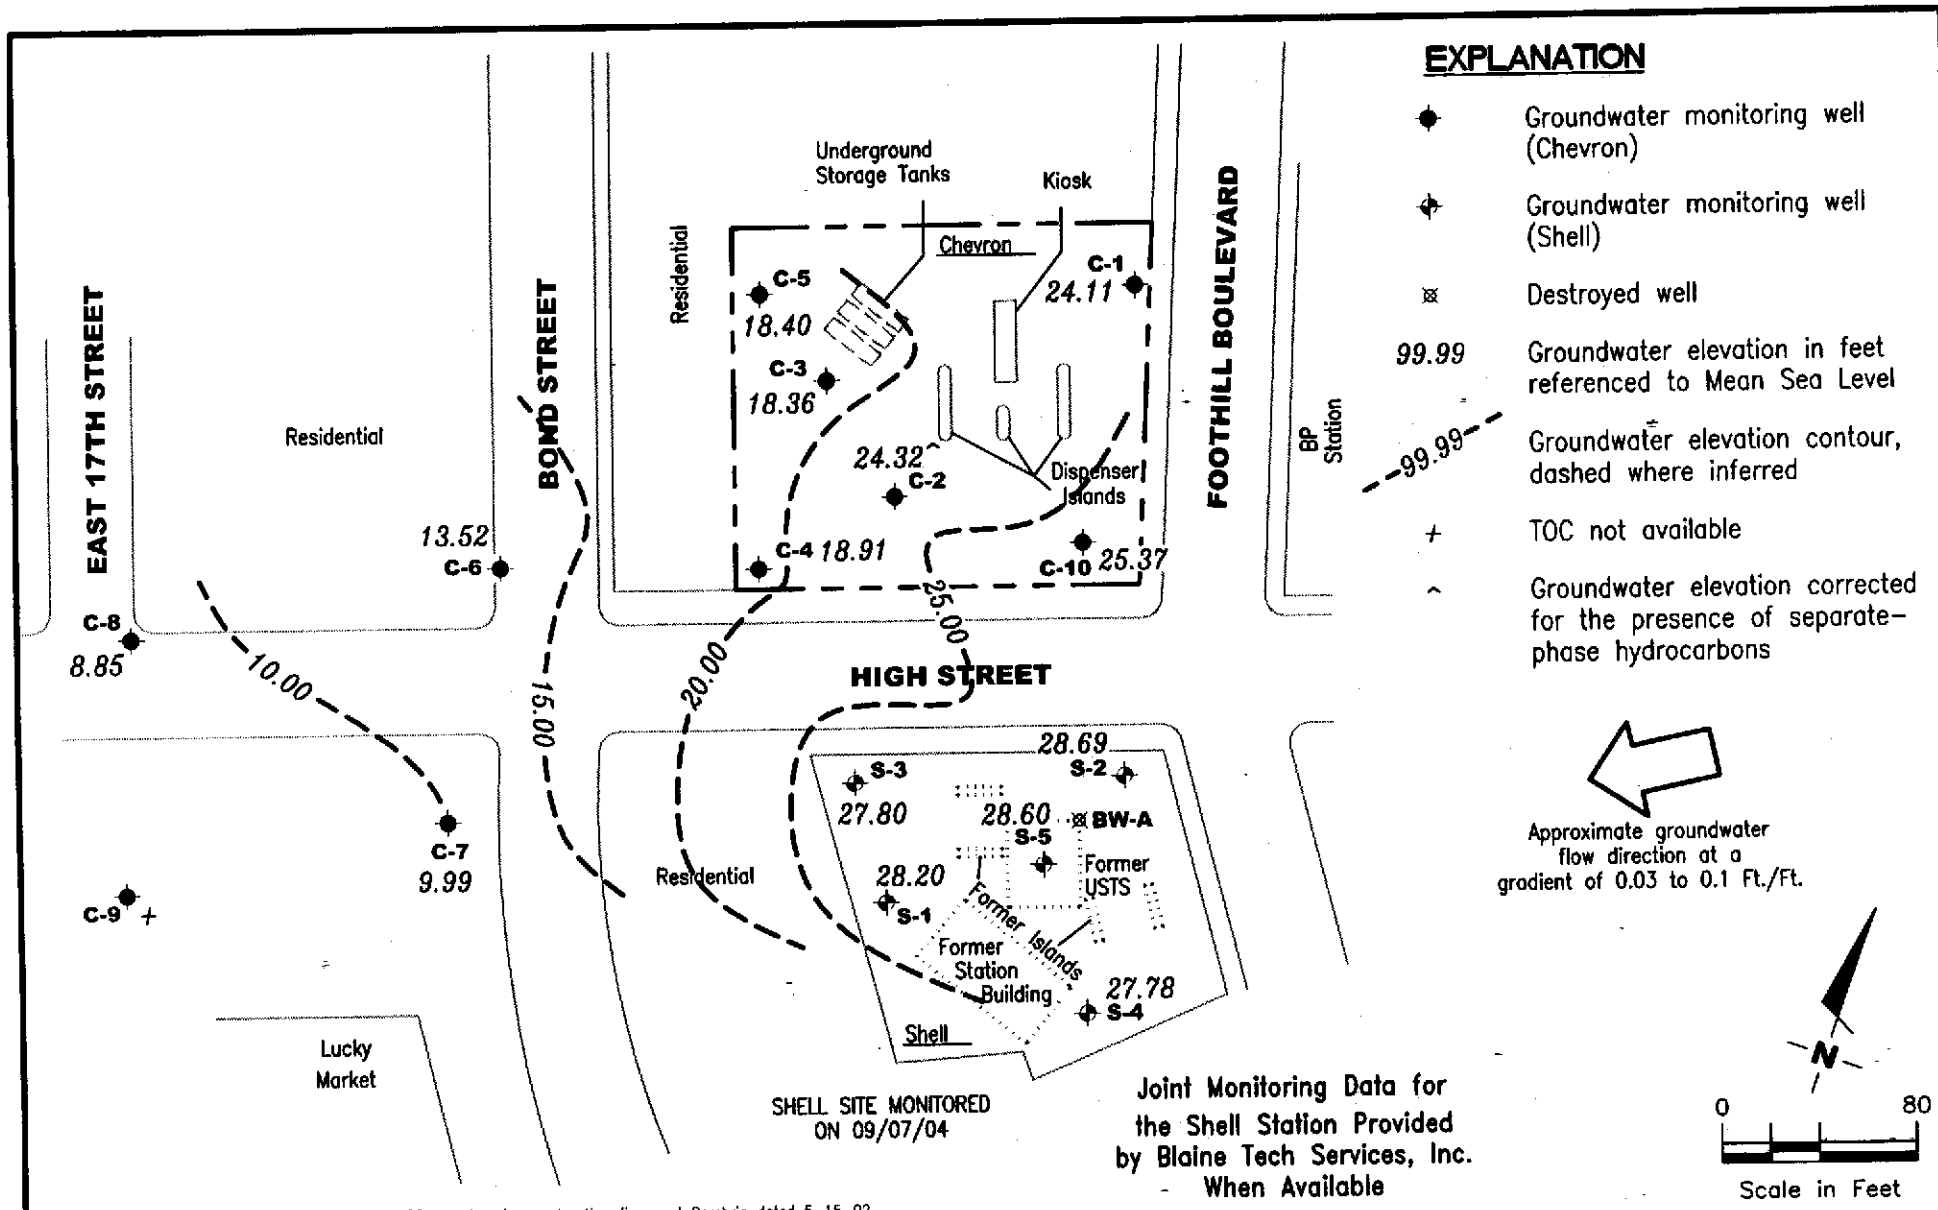 EXPLANATION
Groundwater monitoring well
(Chevron)
Groundwater monitoring well
(Shell)
Destroyed well
99.99
Groundwater elevation in feet
referenced to Mean Sea Level
99.99
Groundwater elevation contour,
dashed where inferred
+
TOC not available
^
Groundwater elevation corrected
for the presence of separate-
phase hydrocarbons
Approximate groundwater
flow direction at a
gradient of 0.03 to 0.1 Ft./Ft.
N
0 80
Scale in Feet
Underground
Storage Tanks
Kiosk
Chevron
Residential
C-5
18.40
C-1
24.11
C-3
18.36
24.32^
C-2
Dispenser
Islands
C-4 18.91
C-10 25.37
EAST 17TH STREET
BOND STREET
FOOTHILL BOULEVARD
BP
Station
Residential
13.52
C-6
C-8
8.85
10.00
15.00
20.00
25.00
HIGH STREET
C-7
9.99
C-9 +
Residential
S-3
27.80
28.69
S-2
28.60
S-5
BW-A
Former
USTS
28.20
S-1
Former Islands
Former
Station
Building
27.78
S-4
Shell
Lucky
Market
SHELL SITE MONITORED
ON 09/07/04
Joint Monitoring Data for
the Shell Station Provided
by Blaine Tech Services, Inc.
When Available